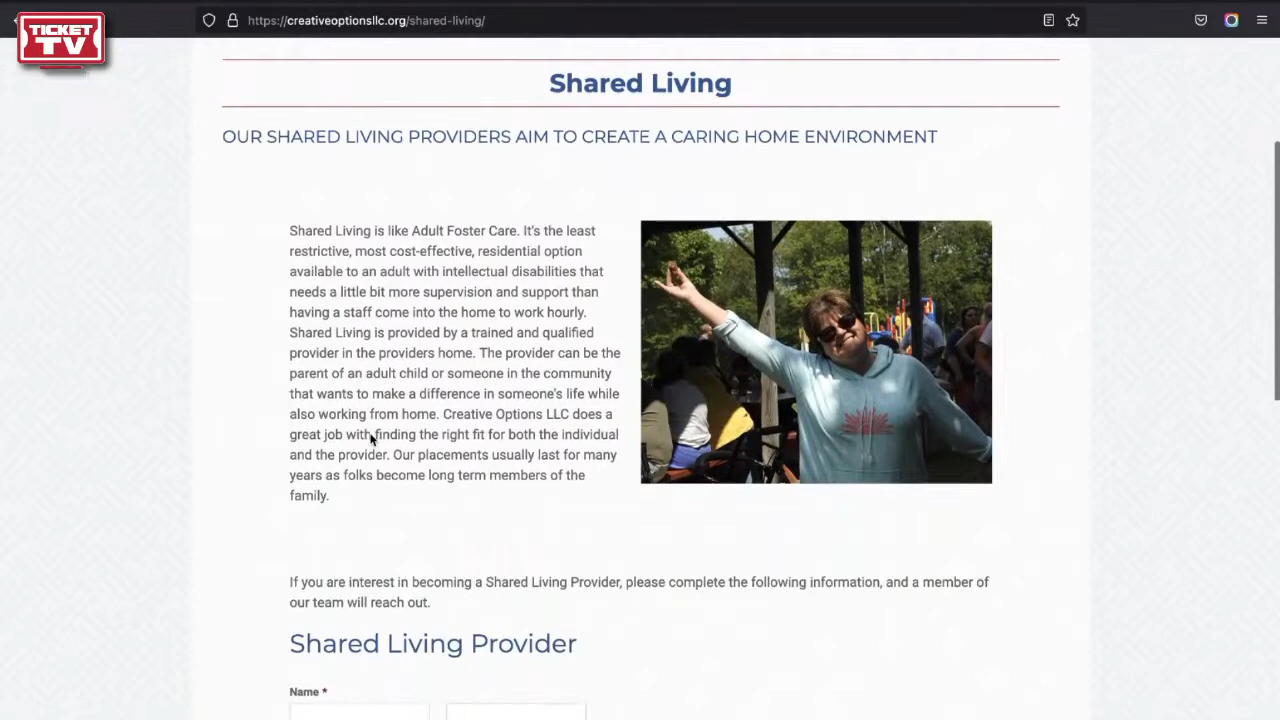 https://creativeoptionsllc.org/shared-living/
TICKET
TV
Shared Living
OUR SHARED LIVING PROVIDERS AIM TO CREATE A CARING HOME ENVIRONMENT
Shared Living is like Adult Foster Care. It's the least
restrictive, most cost-effective, residential option
available to an adult with intellectual disabilities that
needs a little bit more supervision and support than
having a staff come into the home to work hourly.
Shared Living is provided by a trained and qualified
provider in the providers home. The provider can be the
parent of an adult child or someone in the community
that wants to make a difference in someone's life while
also working from home. Creative Options LLC does a
great job with finding the right fit for both the individual
and the provider. Our placements usually last for many
years as folks become long term members of the
family.
If you are interest in becoming a Shared Living Provider, please complete the following information, and a member of
our team will reach out.
Shared Living Provider
Name *